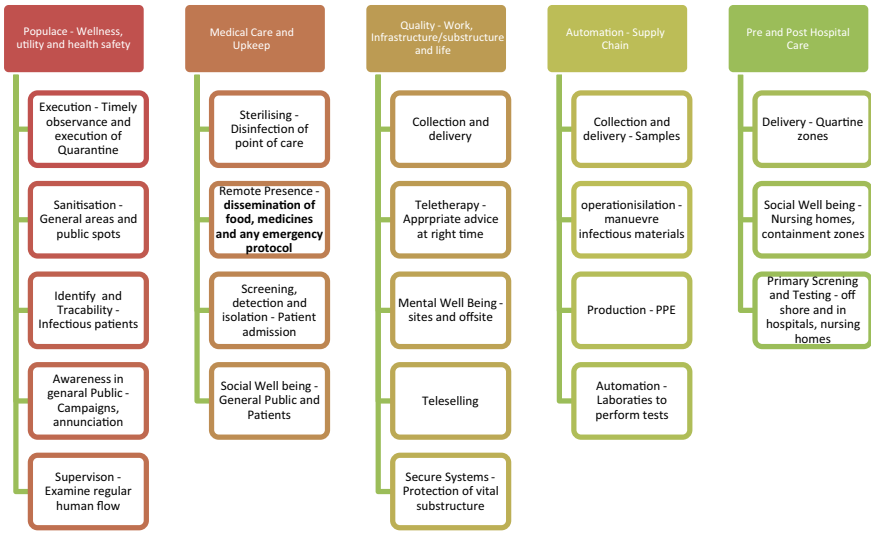 Populace - Wellness,
utility and health safety
Execution - Timely
observance and
execution of
Quarantine
Sanitisation -
General areas and
public spots
Identify and
Tracability -
Infectious patients
Awareness in
genaral Public -
Campaigns,
annunciation
Supervison -
Examine regular
human flow
Medical Care and
Upkeep
Sterilising -
Disinfection of
point of care
Remote Presence -
dissemination of
food, medicines
and any emergency
protocol
Screening,
detection and
isolation - Patient
admission
Social Well being -
General Public and
Patients
Quality - Work,
Infrastructure/substructure
and life
Collection and
delivery
Teletherapy -
Apprpriate advice
at right time
Mental Well Being -
sites and offsite
Teleselling
Secure Systems -
Protection of vital
substructure
Automation - Supply
Chain
Collection and
delivery - Samples
operationisilation -
manuevre
infectious materials
Production - PPE
Automation -
Laboraties to
perform tests
Pre and Post Hospital
Care
Delivery - Quartine
zones
Social Well being -
Nursing homes,
containment zones
Primary Screning
and Testing - off
shore and in
hospitals, nursing
homes